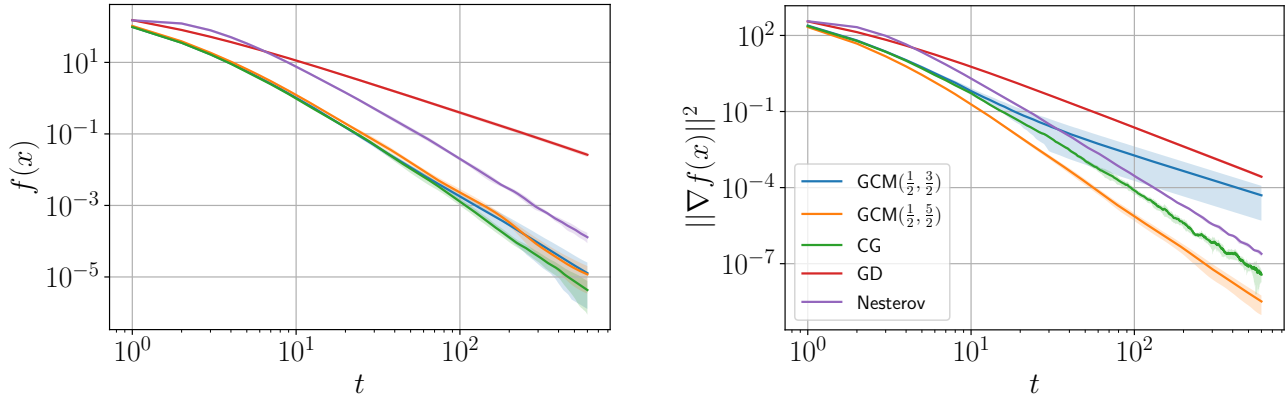 f(x)
10^1
10^{-1}
10^{-3}
10^{-5}
10^0
10^1
10^2
t
||∇f(x)||^2
10^2
10^{-1}
10^{-4}
10^{-7}
GCM(1/2, 3/2)
GCM(1/2, 5/2)
CG
GD
Nesterov
10^0
10^1
10^2
t